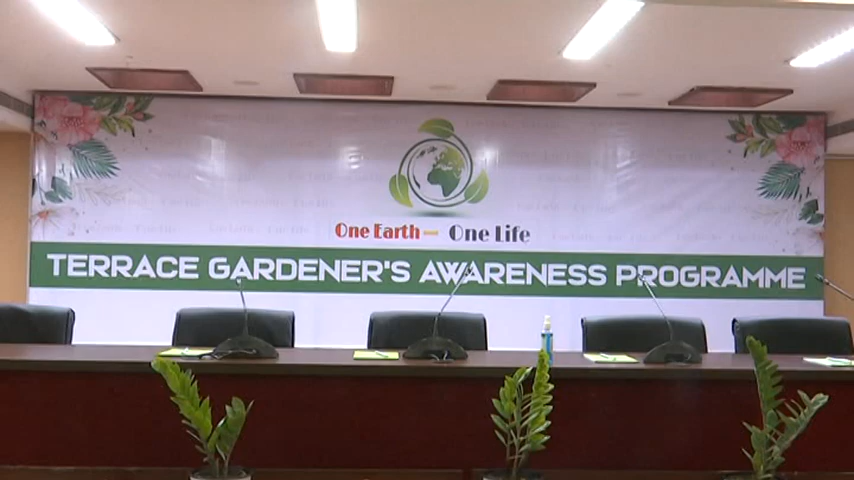 One Earth — One Life
TERRACE GARDENER'S AWARENESS PROGRAMME